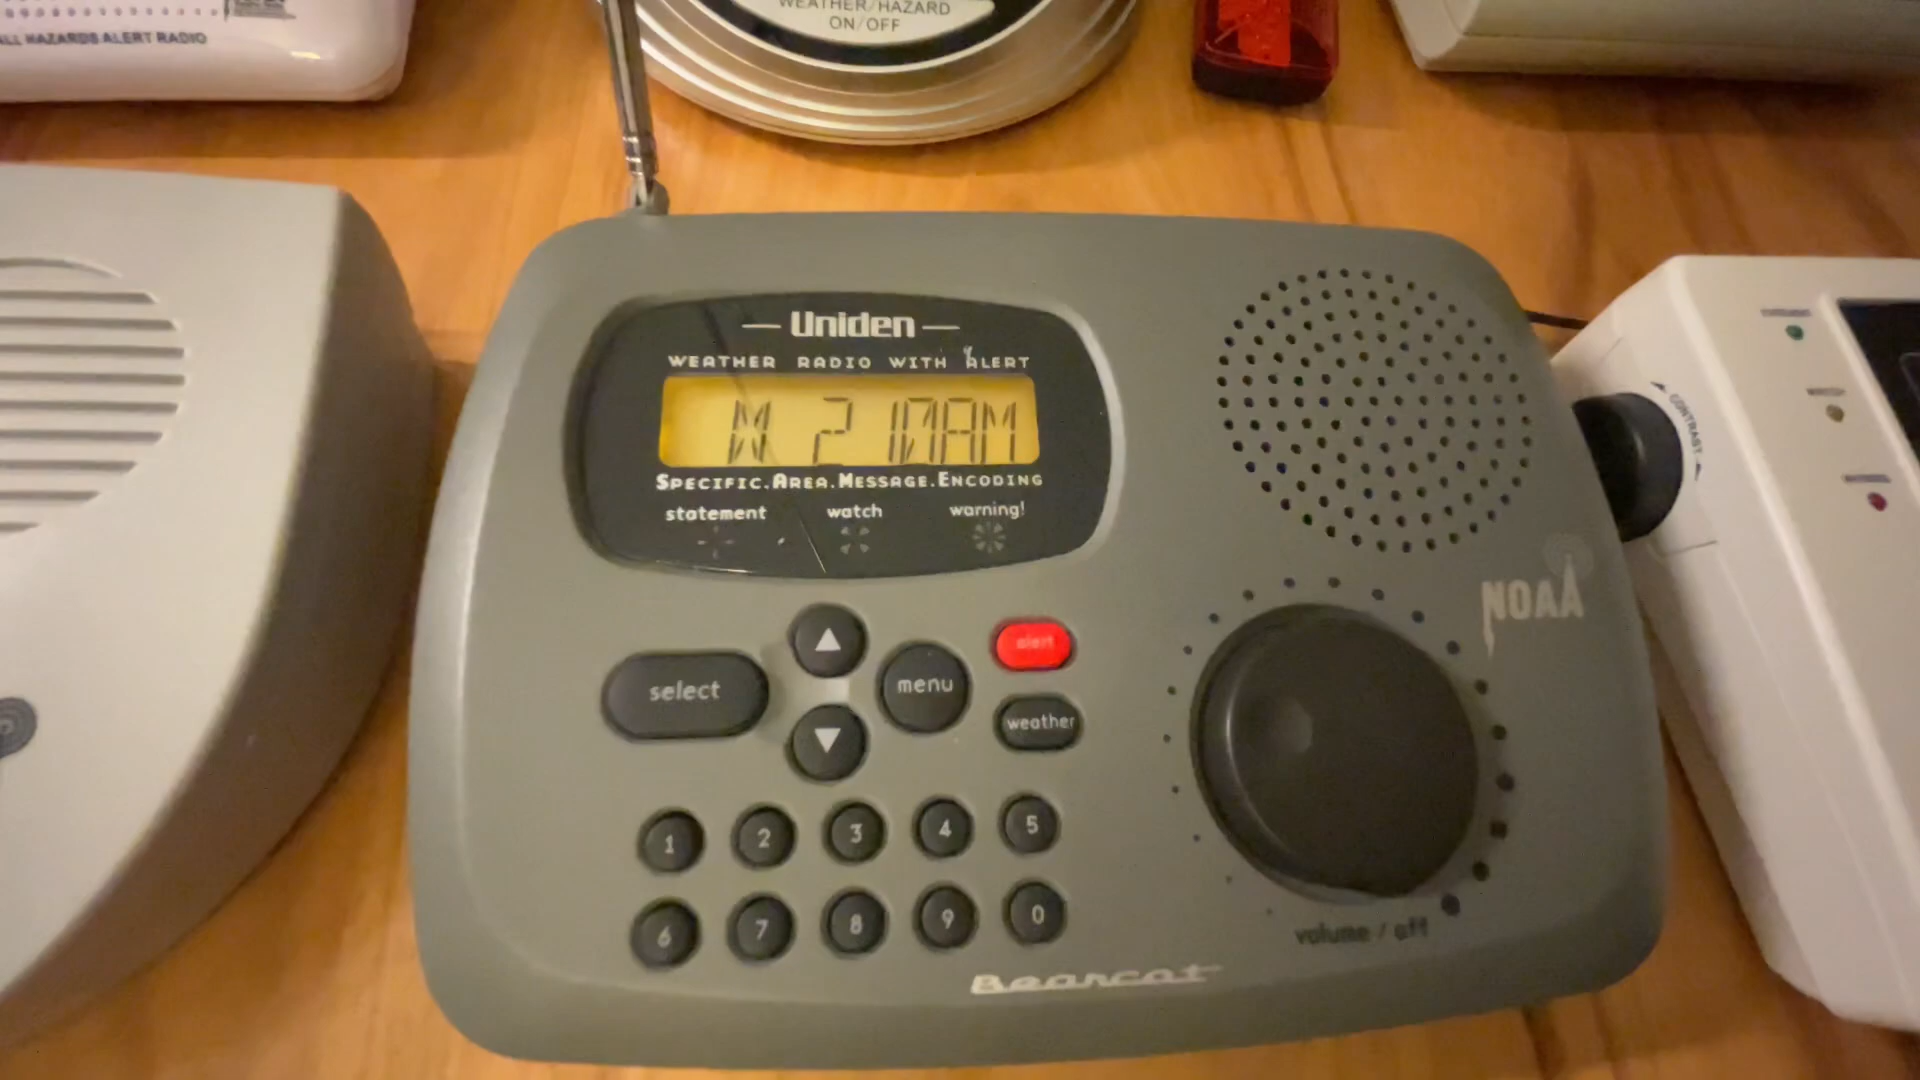 ALL HAZARDS ALERT RADIO
WEATHER/HAZARD
ON/OFF
Uniden
WEATHER RADIO WITH ALERT
SPECIFIC.AREA.MESSAGE.ENCODING
statement watch warning!
select
menu
alert
weather
1 2 3 4 5
6 7 8 9 0
NOAA
volume / off
Bearcat
CONTRAST